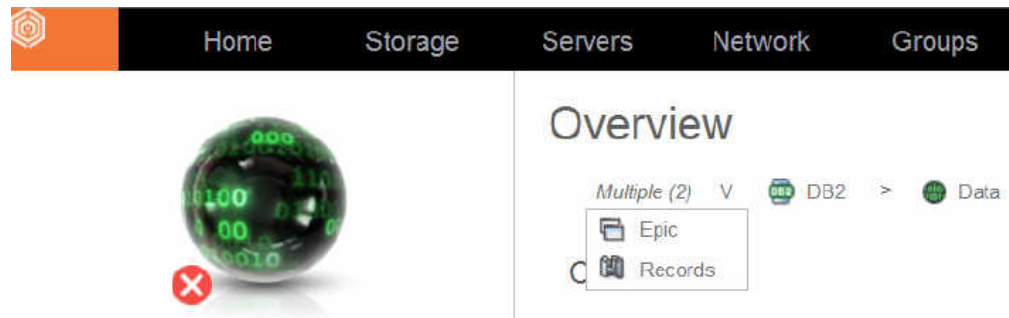 Home Storage Servers Network Groups
Overview
Multiple (2) V DB2 > Data
Epic
Records